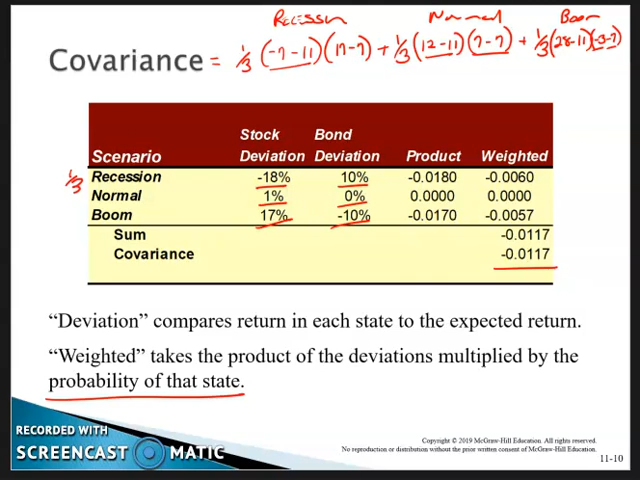 Recession Normal Boom
Covariance = 1/3 (-7-11)(17-7) + 1/3 (12-11)(7-7) + 1/3 (28-11)(-3-7)
Stock Bond
Scenario Deviation Deviation Product Weighted
1/3 Recession -18% 10% -0.0180 -0.0060
Normal 1% 0% 0.0000 0.0000
Boom 17% -10% -0.0170 -0.0057
Sum -0.0117
Covariance -0.0117
“Deviation” compares return in each state to the expected return.
“Weighted” takes the product of the deviations multiplied by the
probability of that state.
RECORDED WITH
SCREENCAST MATIC
Copyright © 2019 McGraw-Hill Education. All rights reserved.
No reproduction or distribution without the prior written consent of McGraw-Hill Education.
11-10